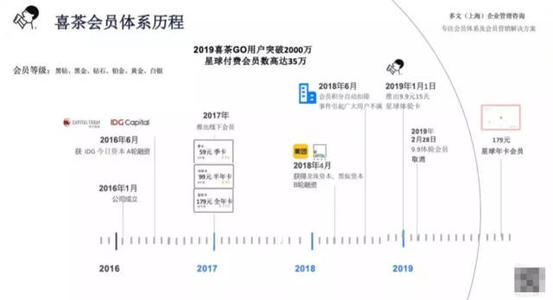 喜茶会员体系历程
多文（上海）企业管理咨询
专注会员体系及会员营销解决方案
2019喜茶GO用户突破2000万
星球付费会员数高达35万
会员等级：黑钻、黑金、钻石、铂金、黄金、白银
CAPITAL TODAY
IDG Capital
2016年6月
获 IDG 今日资本 A轮融资
2016年1月
公司成立
2017年
推出线下会员
59元 季卡
99元 半年卡
179元 全年卡
2018年6月
会员积分自动扣除
事件引起广大用户不满
美团
2018年4月
获得龙珠资本、黑蚁资本
B轮融资
2019年1月1日
推出9.9元15天
星球体验卡
2019年
2月28日
9.9体验会员
取消
179元
星球年卡会员
2016
2017
2018
2019